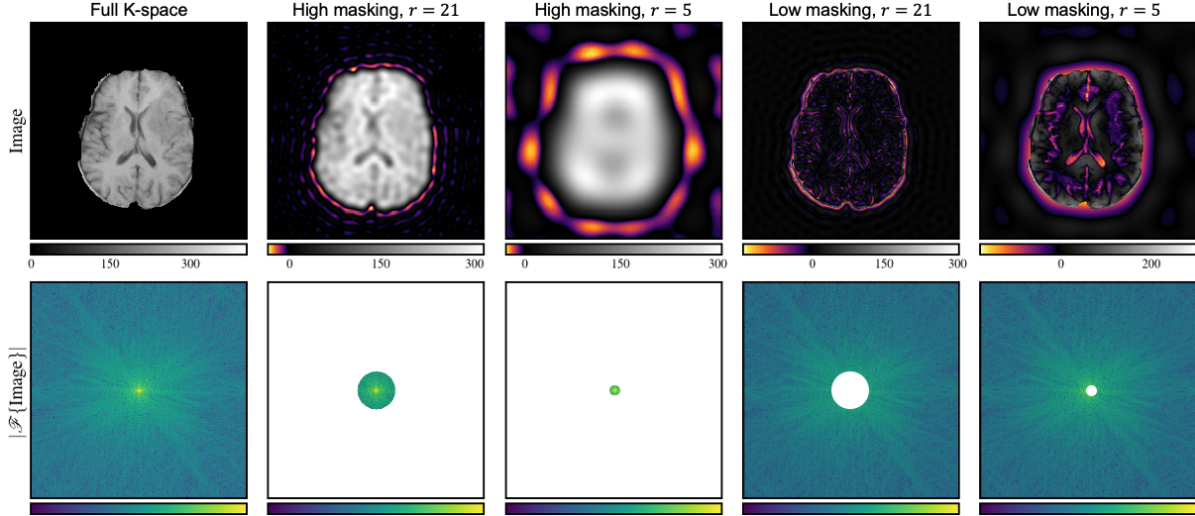 Full K-space
High masking, r = 21
High masking, r = 5
Low masking, r = 21
Low masking, r = 5
Image
0 150 300
0 150 300
0 150 300
0 150 300
0 200
|ℱ{Image}|